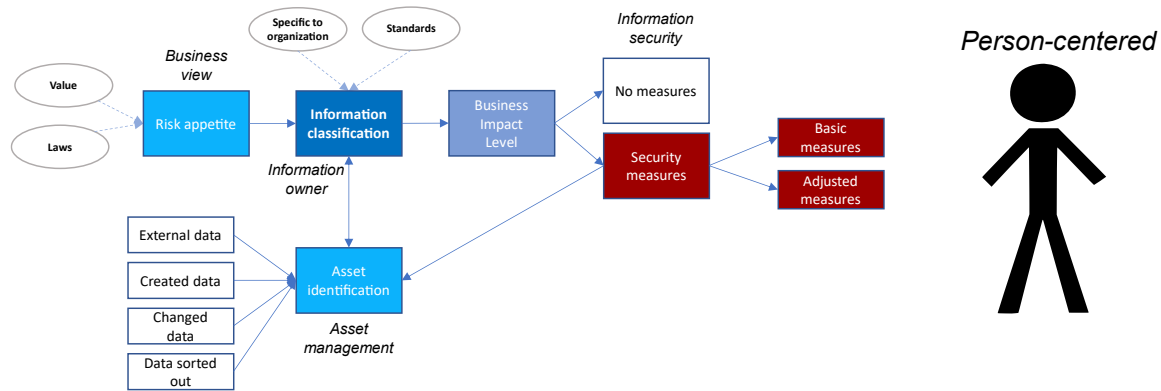 Specific to
organization
Standards
Information
security
Person-centered
Business
view
Value
Laws
Risk appetite
Information
classification
Business
Impact
Level
No measures
Security
measures
Basic
measures
Adjusted
measures
Information
owner
External data
Created data
Changed
data
Data sorted
out
Asset
identification
Asset
management